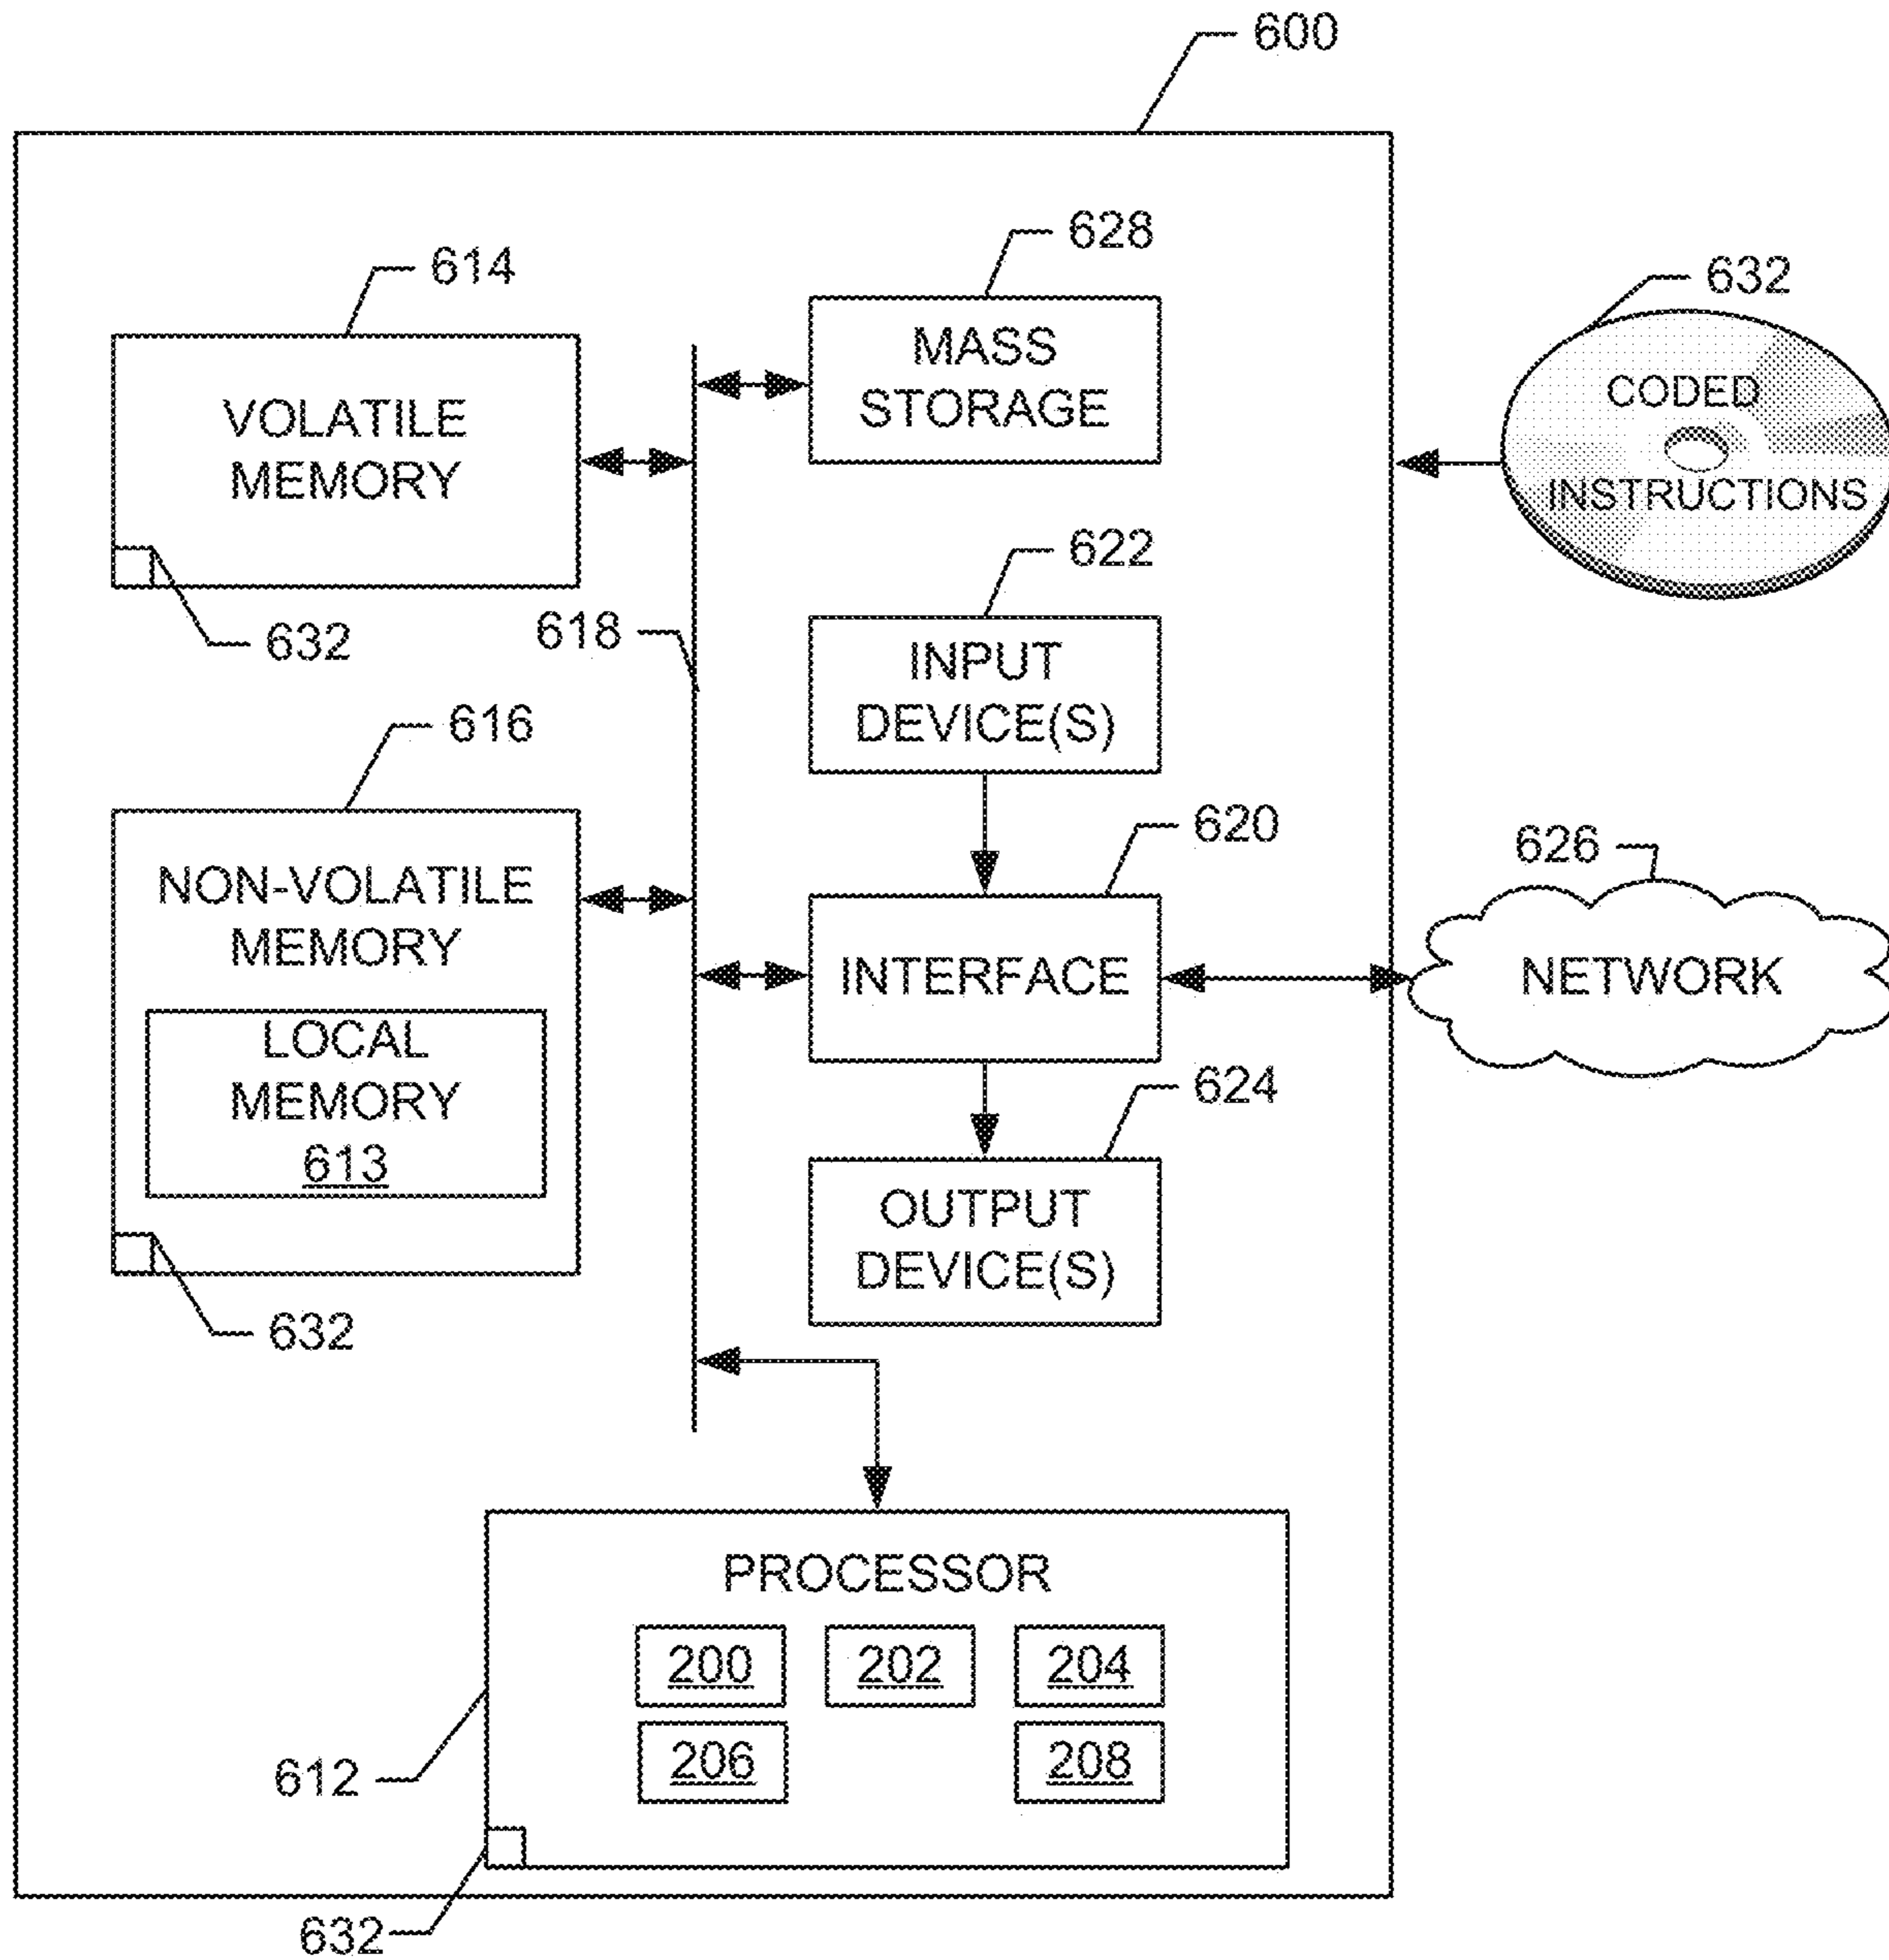 600
628
614
632
MASS
STORAGE
VOLATILE
MEMORY
CODED
INSTRUCTIONS
622
632
618
INPUT
DEVICE(S)
616
620
626
NON-VOLATILE
MEMORY
INTERFACE
NETWORK
LOCAL
MEMORY
613
624
OUTPUT
DEVICE(S)
632
PROCESSOR
200 202 204
206 208
612
632